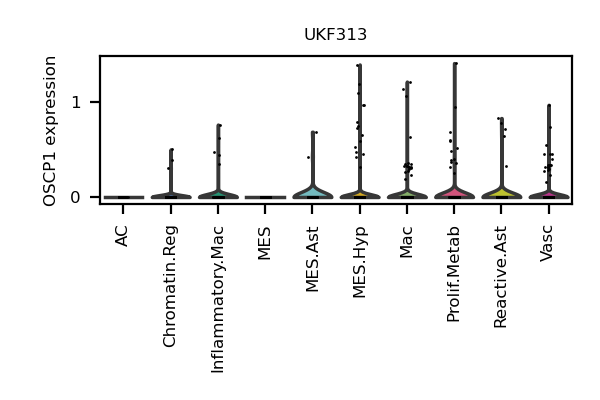 UKF313
OSCP1 expression
1
0
AC
Chromatin.Reg
Inflammatory.Mac
MES
MES.Ast
MES.Hyp
Mac
Prolif.Metab
Reactive.Ast
Vasc